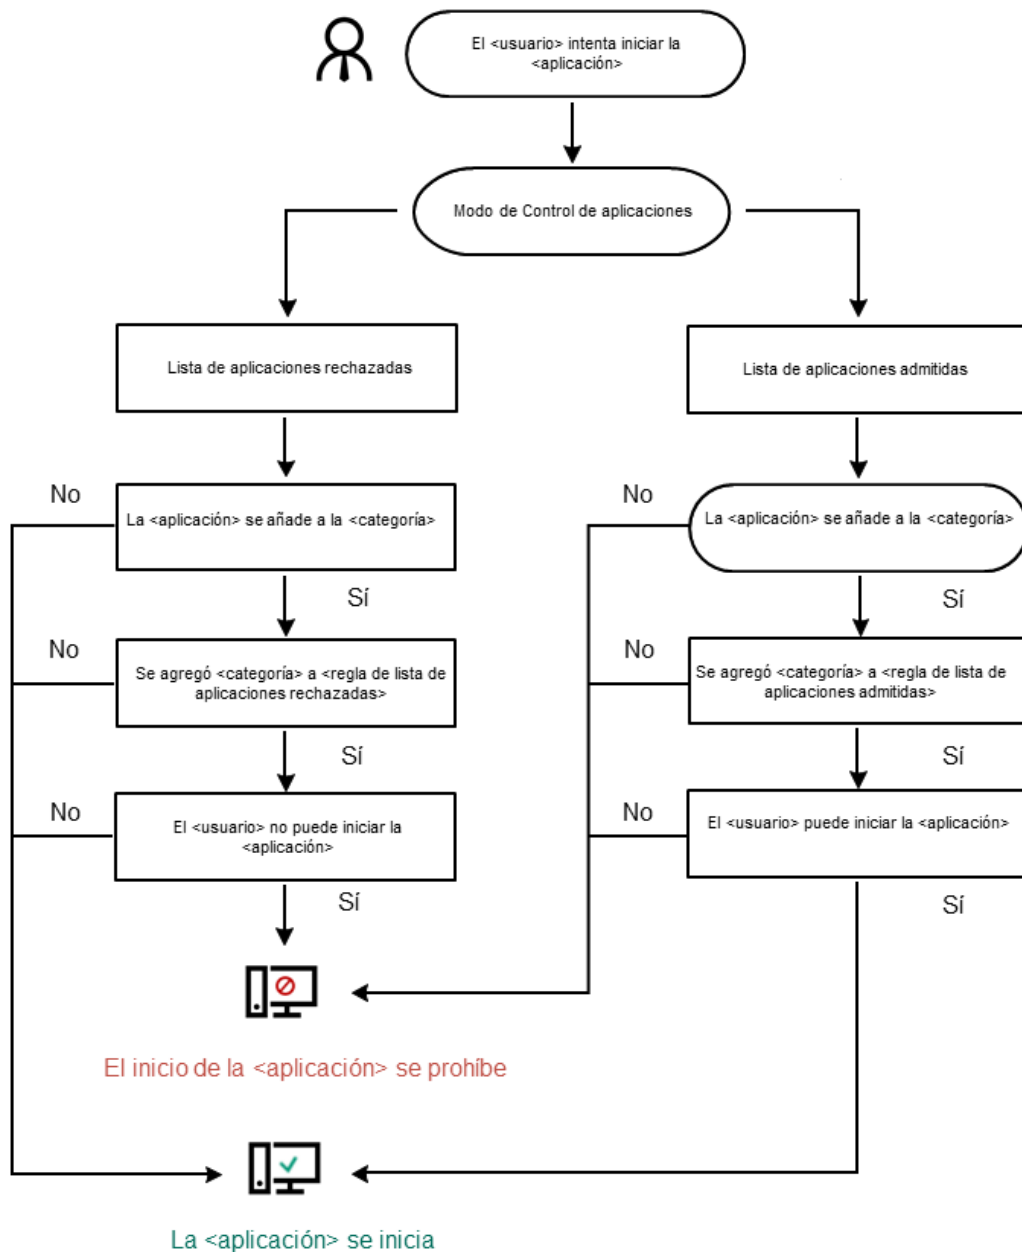 El <usuario> intenta iniciar la
<aplicación>
Modo de Control de aplicaciones
Lista de aplicaciones rechazadas
Lista de aplicaciones admitidas
No
La <aplicación> se añade a la <categoría>
No
La <aplicación> se añade a la <categoría>
Sí
Sí
No
Se agregó <categoría> a <regla de lista de
aplicaciones rechazadas>
No
Se agregó <categoría> a <regla de lista de
aplicaciones admitidas>
Sí
Sí
No
El <usuario> no puede iniciar la
<aplicación>
No
El <usuario> puede iniciar la <aplicación>
Sí
Sí
El inicio de la <aplicación> se prohíbe
La <aplicación> se inicia